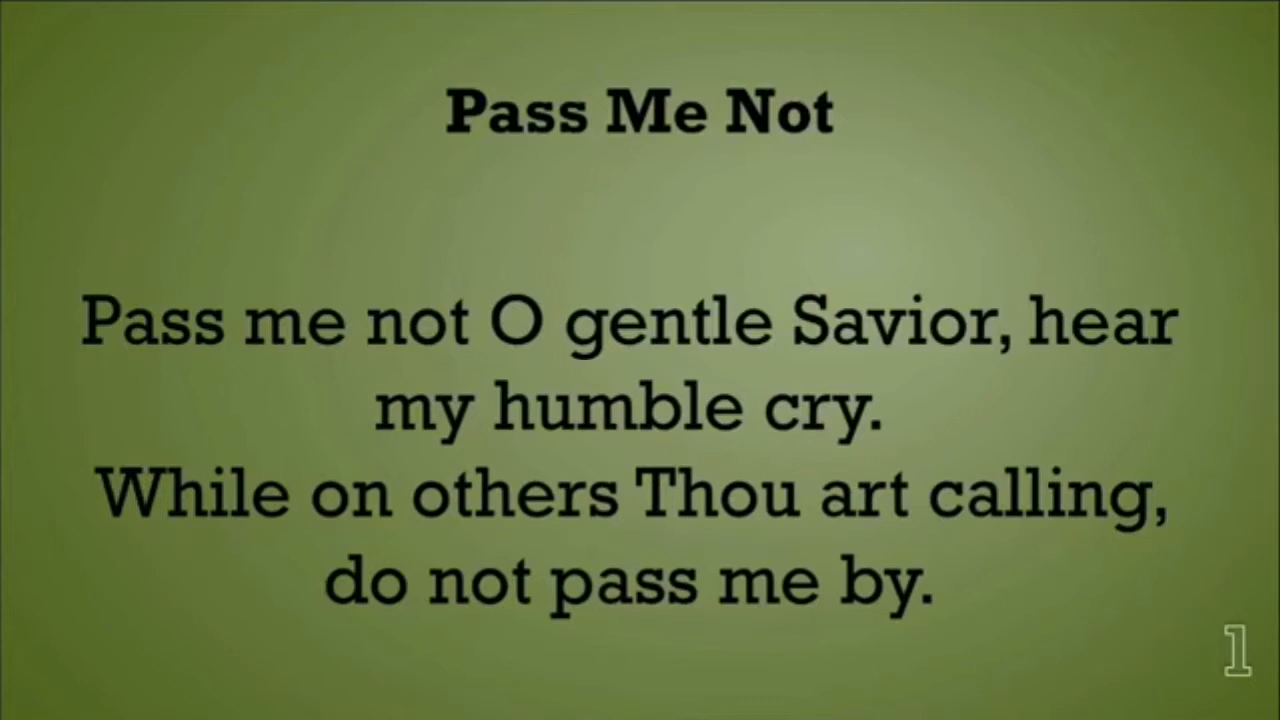 Pass Me Not
Pass me not O gentle Savior, hear
my humble cry.
While on others Thou art calling,
do not pass me by.
1